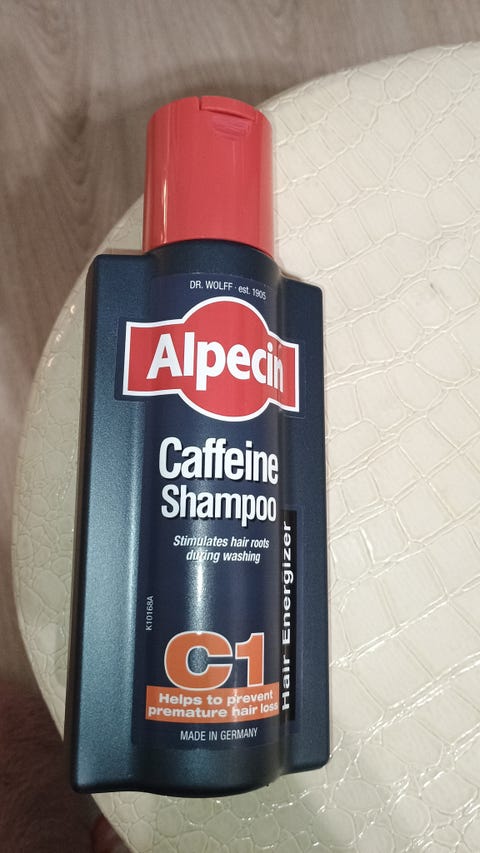 DR. WOLFF · est. 1905
Alpecin
Caffeine
Shampoo
Stimulates hair roots
during washing
Hair Energizer
K10168A
C1
Helps to prevent
premature hair loss
MADE IN GERMANY